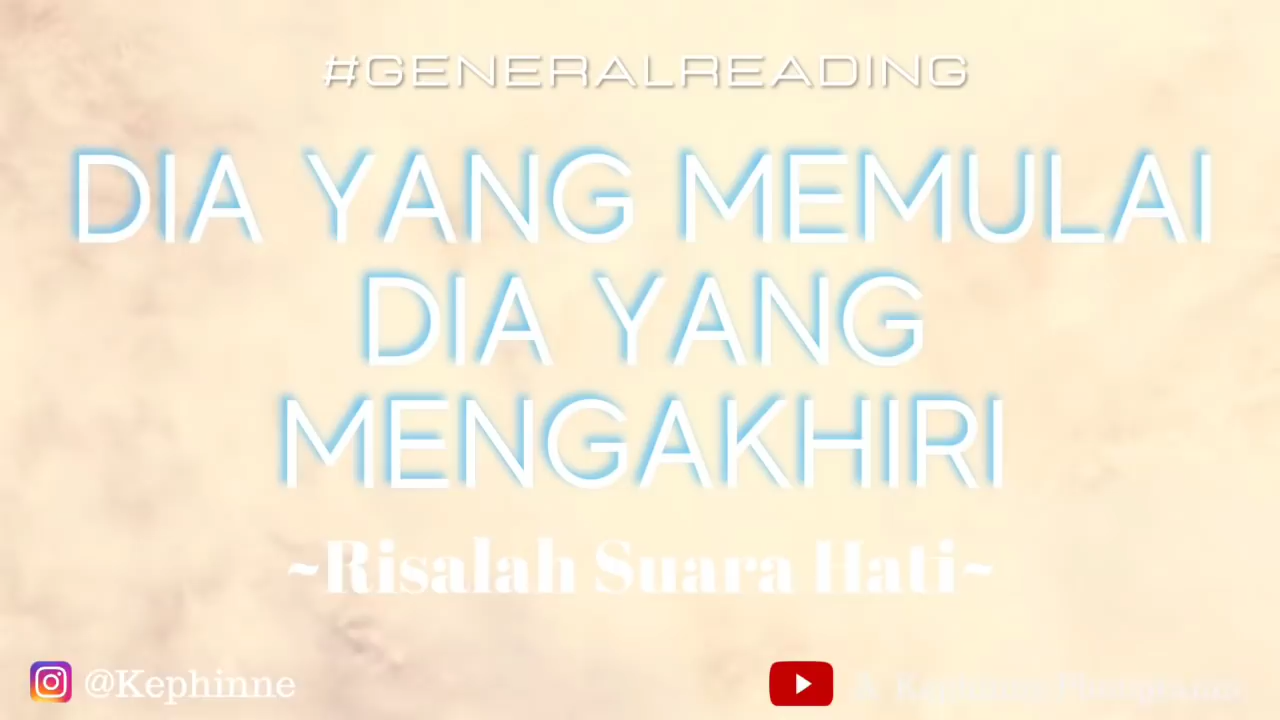 #GENERALREADING
DIA YANG MEMULAI
DIA YANG
MENGAKHIRI
~Risalah Suara Hati~
@Kephinne